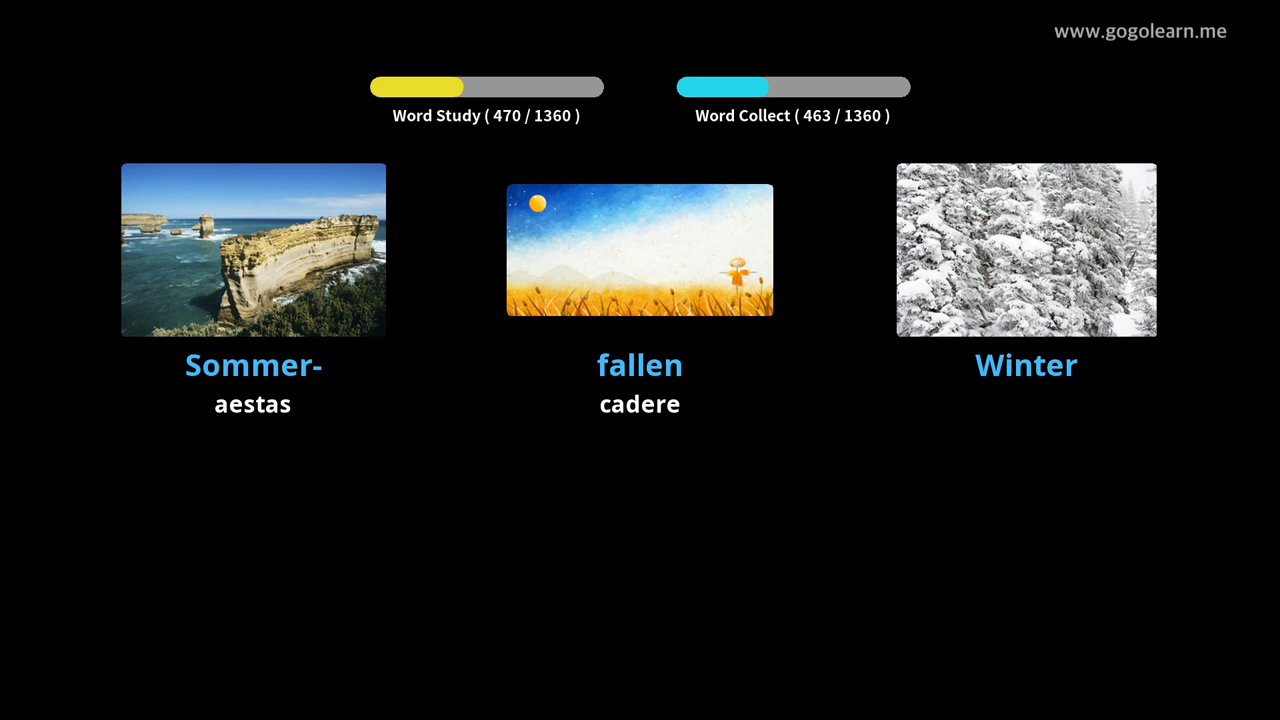 www.gogolearn.me
Word Study ( 470 / 1360 )
Word Collect ( 463 / 1360 )
Sommer-
aestas
fallen
cadere
Winter